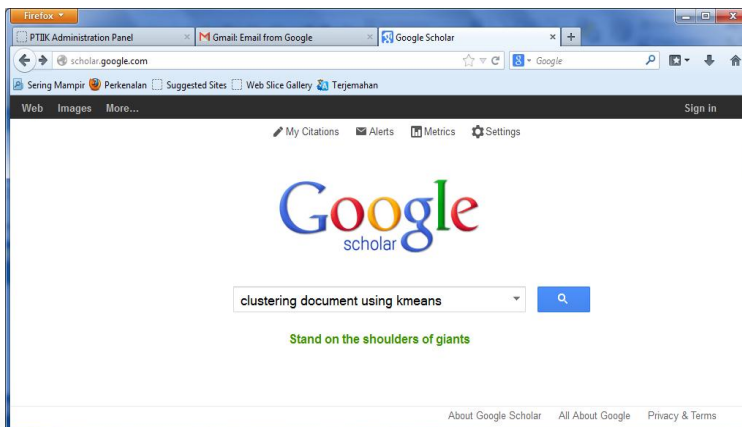 Firefox
PTIIK Administration Panel × Gmail: Email from Google × Google Scholar × +
scholar.google.com Google
Sering Mampir Perkenalan Suggested Sites Web Slice Gallery Terjemahan
Web Images More... Sign in
My Citations Alerts Metrics Settings
Google
scholar
clustering document using kmeans
Stand on the shoulders of giants
About Google Scholar All About Google Privacy & Terms